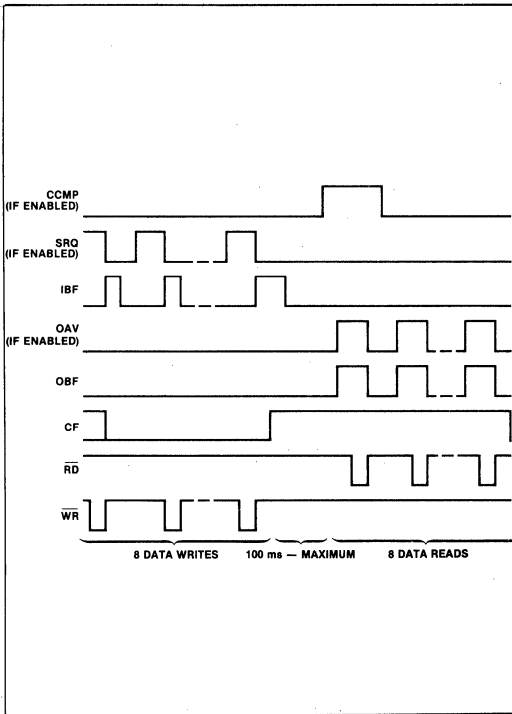 CCMP
(IF ENABLED)
SRQ
(IF ENABLED)
IBF
OAV
(IF ENABLED)
OBF
CF
RD
WR
8 DATA WRITES 100 ms — MAXIMUM 8 DATA READS